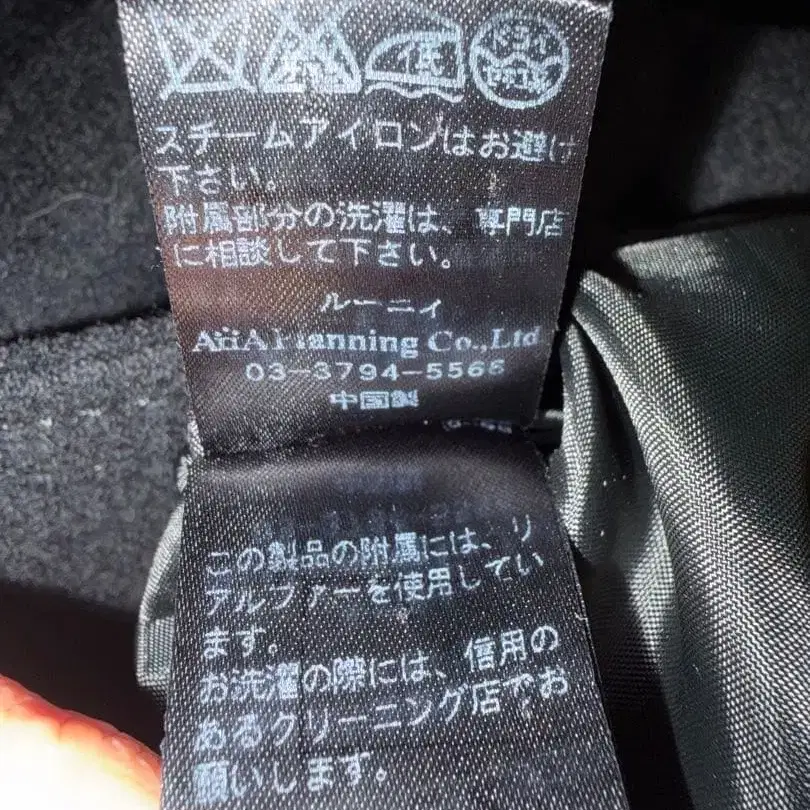 低
スチームアイロンはお避け
下さい。
附属部分の洗濯は、専門店
に相談して下さい。
ルーニィ
Planning Co.,Ltd
03-3794-5566
中国製
この製品の附属には、リ
アルファーを使用してい
ます。
お洗濯の際には、信用の
あるクリーニング店でお
願いします。